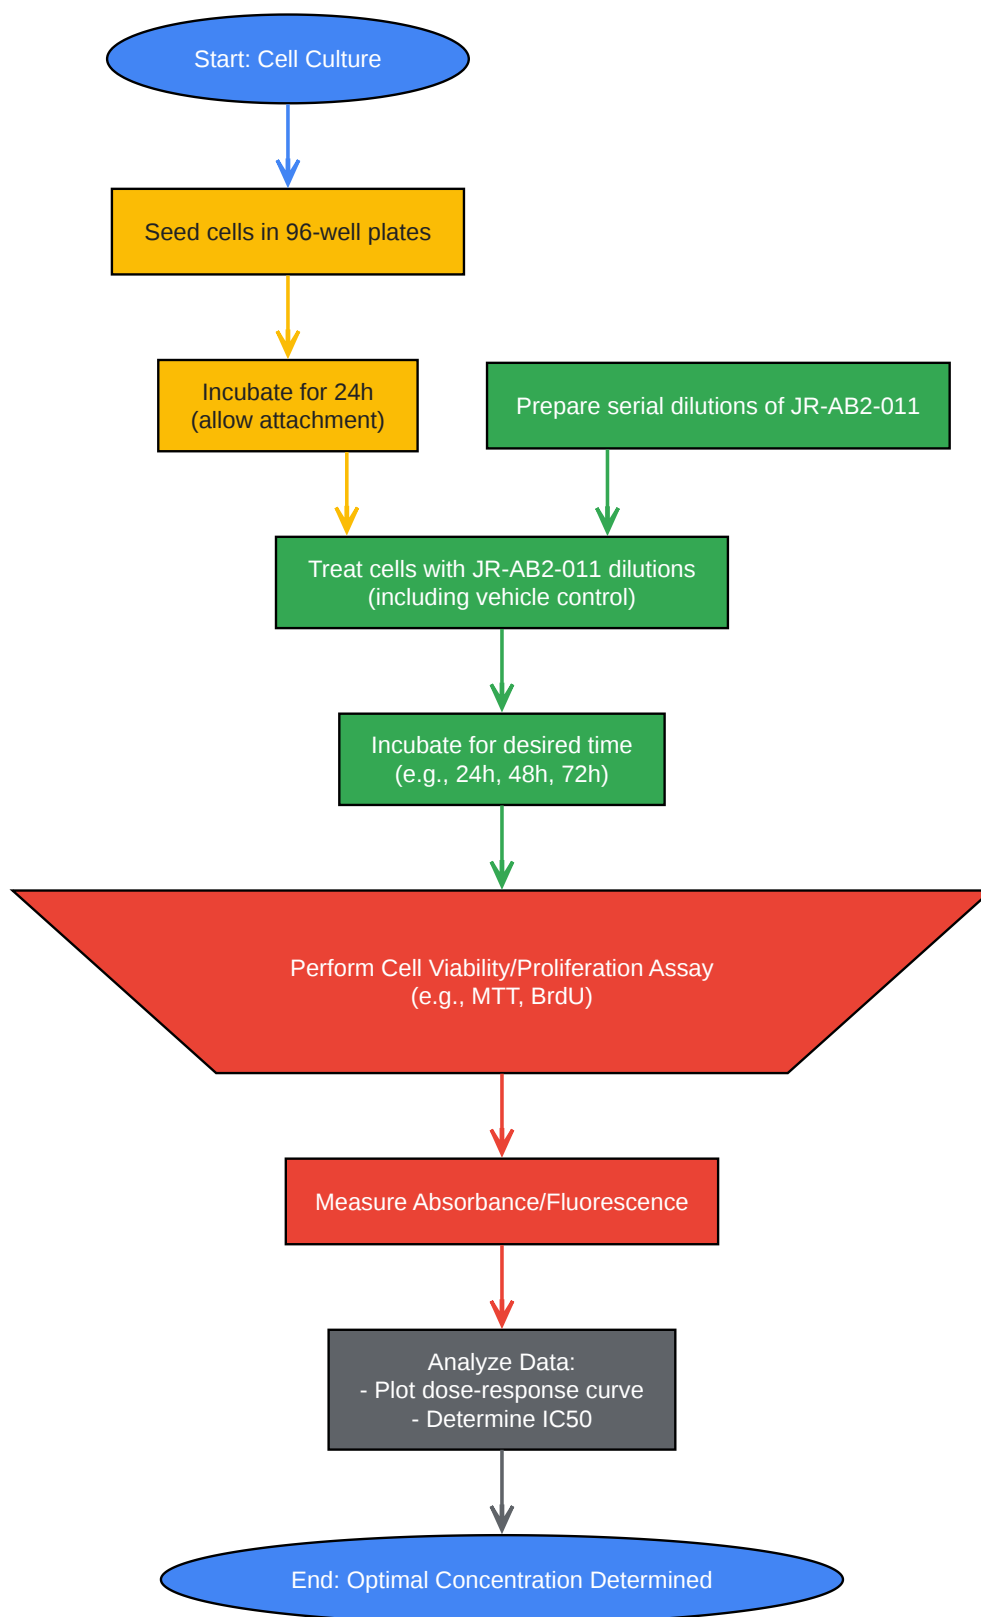 Start: Cell Culture
Seed cells in 96-well plates
Incubate for 24h
(allow attachment)
Prepare serial dilutions of JR-AB2-011
Treat cells with JR-AB2-011 dilutions
(including vehicle control)
Incubate for desired time
(e.g., 24h, 48h, 72h)
Perform Cell Viability/Proliferation Assay
(e.g., MTT, BrdU)
Measure Absorbance/Fluorescence
Analyze Data:
- Plot dose-response curve
- Determine IC50
End: Optimal Concentration Determined